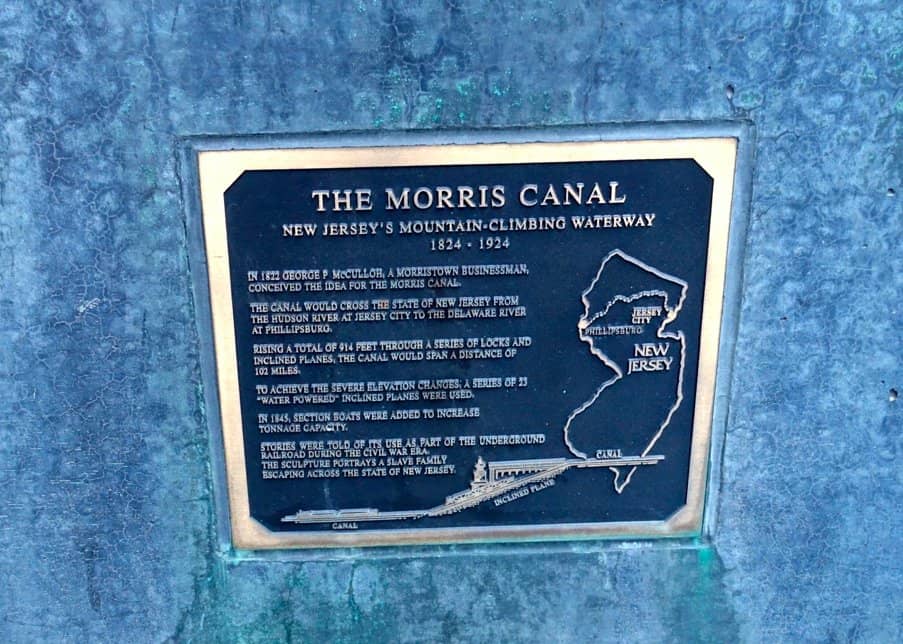 THE MORRIS CANAL
NEW JERSEY'S MOUNTAIN-CLIMBING WATERWAY
1824 - 1924
IN 1822 GEORGE P McCULLOH, A MORRISTOWN BUSINESSMAN,
CONCEIVED THE IDEA FOR THE MORRIS CANAL.
THE CANAL WOULD CROSS THE STATE OF NEW JERSEY FROM
THE HUDSON RIVER AT JERSEY CITY TO THE DELAWARE RIVER
AT PHILLIPSBURG.
RISING A TOTAL OF 914 FEET THROUGH A SERIES OF LOCKS AND
INCLINED PLANES, THE CANAL WOULD SPAN A DISTANCE OF
102 MILES.
TO ACHIEVE THE SEVERE ELEVATION CHANGES, A SERIES OF 23
"WATER POWERED" INCLINED PLANES WERE USED.
IN 1845, SECTION BOATS WERE ADDED TO INCREASE
TONNAGE CAPACITY.
STORIES WERE TOLD OF ITS USE AS PART OF THE UNDERGROUND
RAILROAD DURING THE CIVIL WAR ERA.
THE SCULPTURE PORTRAYS A SLAVE FAMILY
ESCAPING ACROSS THE STATE OF NEW JERSEY.
JERSEY
CITY
PHILLIPSBURG
NEW
JERSEY
CANAL
INCLINED PLANE
CANAL